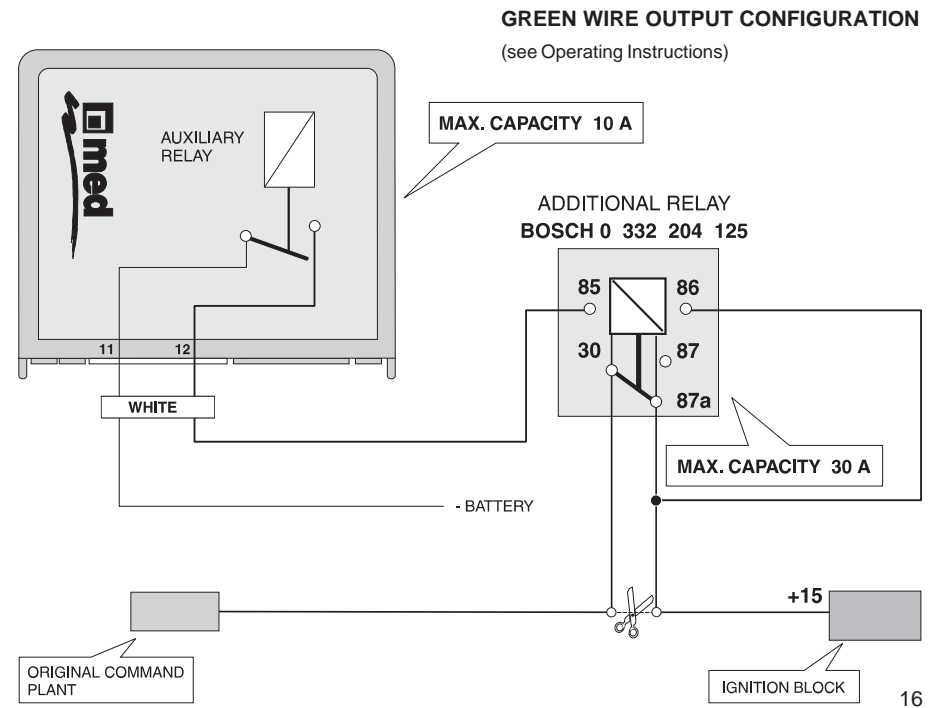 GREEN WIRE OUTPUT CONFIGURATION
(see Operating Instructions)
med
AUXILIARY
RELAY
MAX. CAPACITY 10 A
ADDITIONAL RELAY
BOSCH 0 332 204 125
85
86
30
87
87a
11
12
WHITE
MAX. CAPACITY 30 A
- BATTERY
+15
ORIGINAL COMMAND
PLANT
IGNITION BLOCK
16